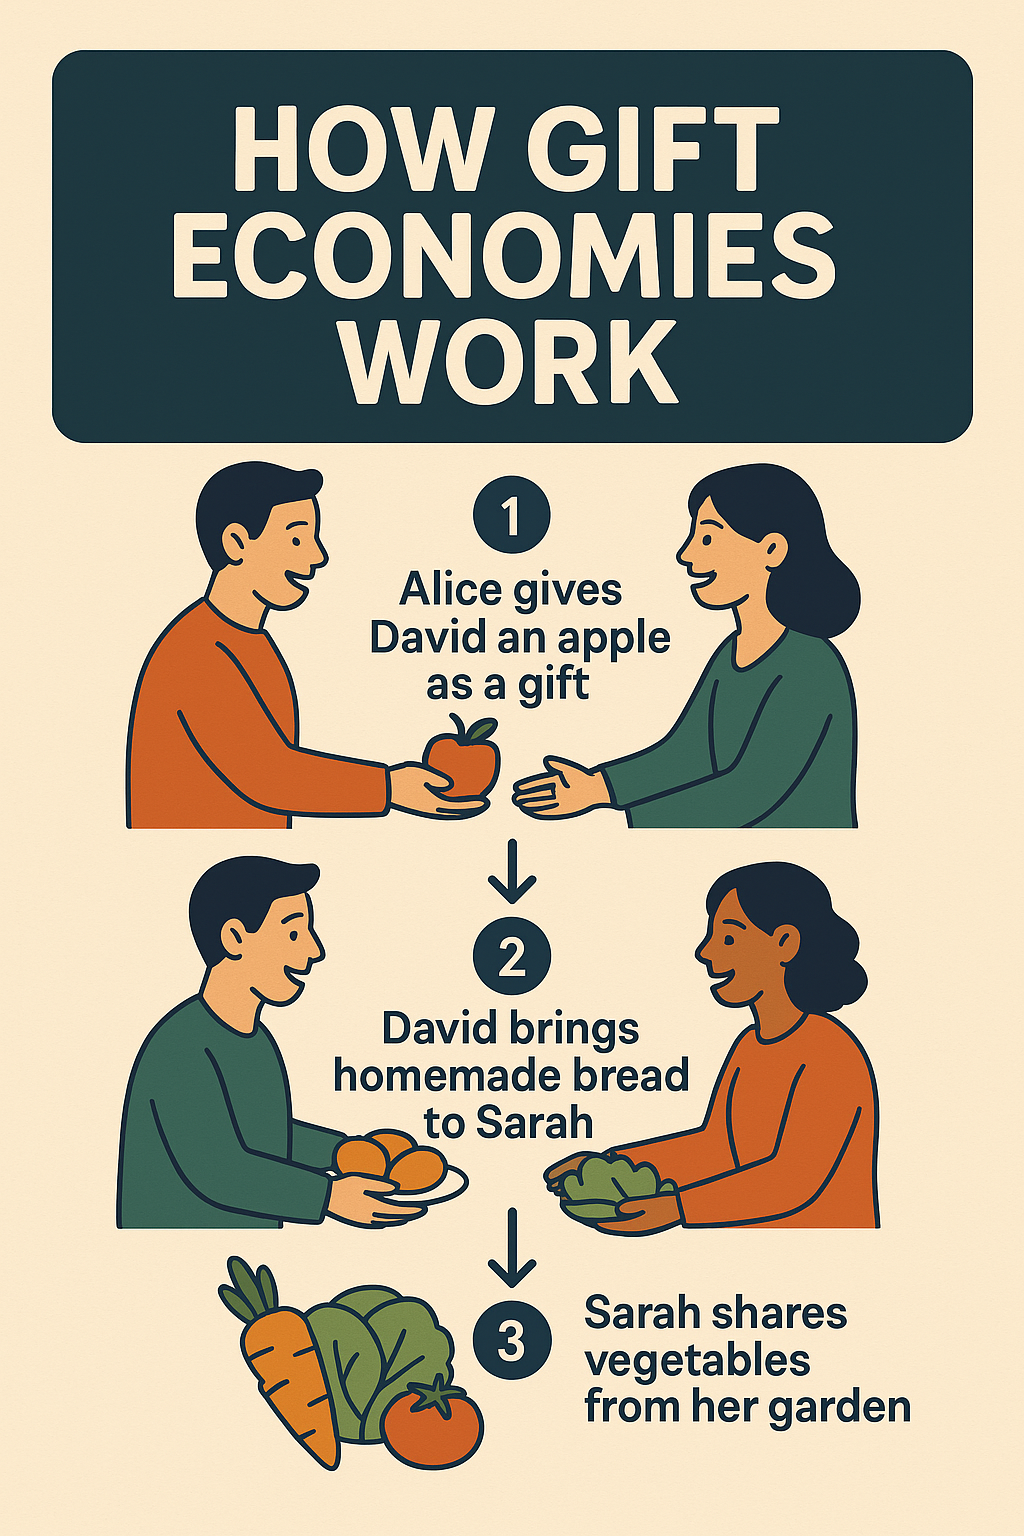 HOW GIFT
ECONOMIES
WORK
1
Alice gives
David an apple
as a gift
2
David brings
homemade bread
to Sarah
3
Sarah shares
vegetables
from her garden